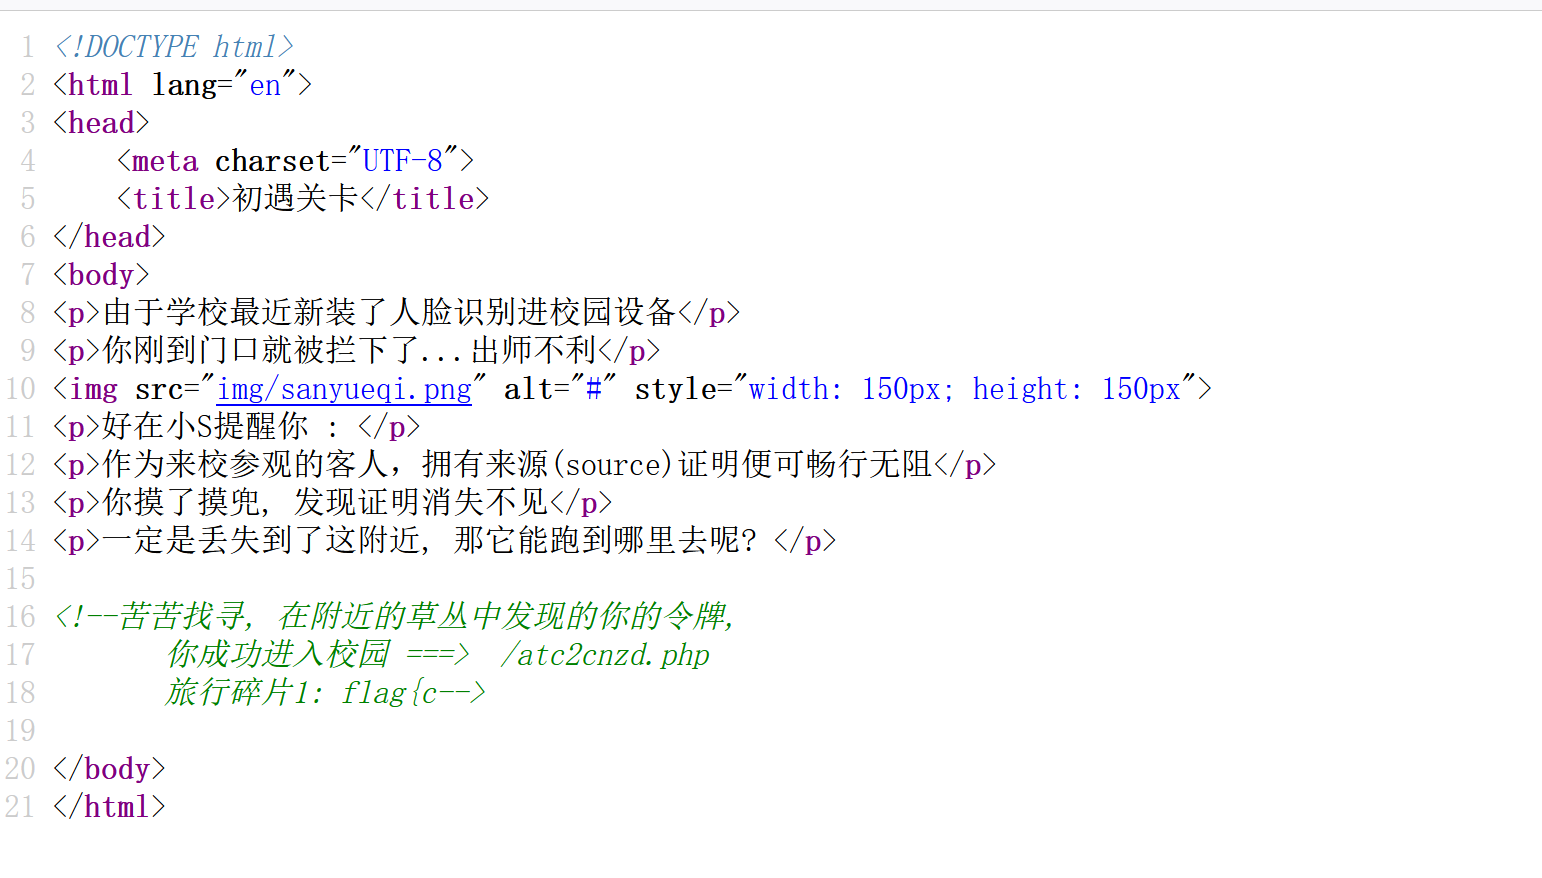 1 <!DOCTYPE html>
2 <html lang="en">
3 <head>
4     <meta charset="UTF-8">
5     <title>初遇关卡</title>
6 </head>
7 <body>
8 <p>由于学校最近新装了人脸识别进校园设备</p>
9 <p>你刚到门口就被拦下了...出师不利</p>
10 <img src="img/sanyueqi.png" alt="#" style="width: 150px; height: 150px">
11 <p>好在小S提醒你 : </p>
12 <p>作为来校参观的客人，拥有来源(source)证明便可畅行无阻</p>
13 <p>你摸了摸兜, 发现证明消失不见</p>
14 <p>一定是丢失到了这附近, 那它能跑到哪里去呢? </p>
15
16 <!--苦苦找寻, 在附近的草丛中发现的你的令牌,
17        你成功进入校园 ===>  /atc2cnzd.php
18        旅行碎片1: flag{c-->
19
20 </body>
21 </html>